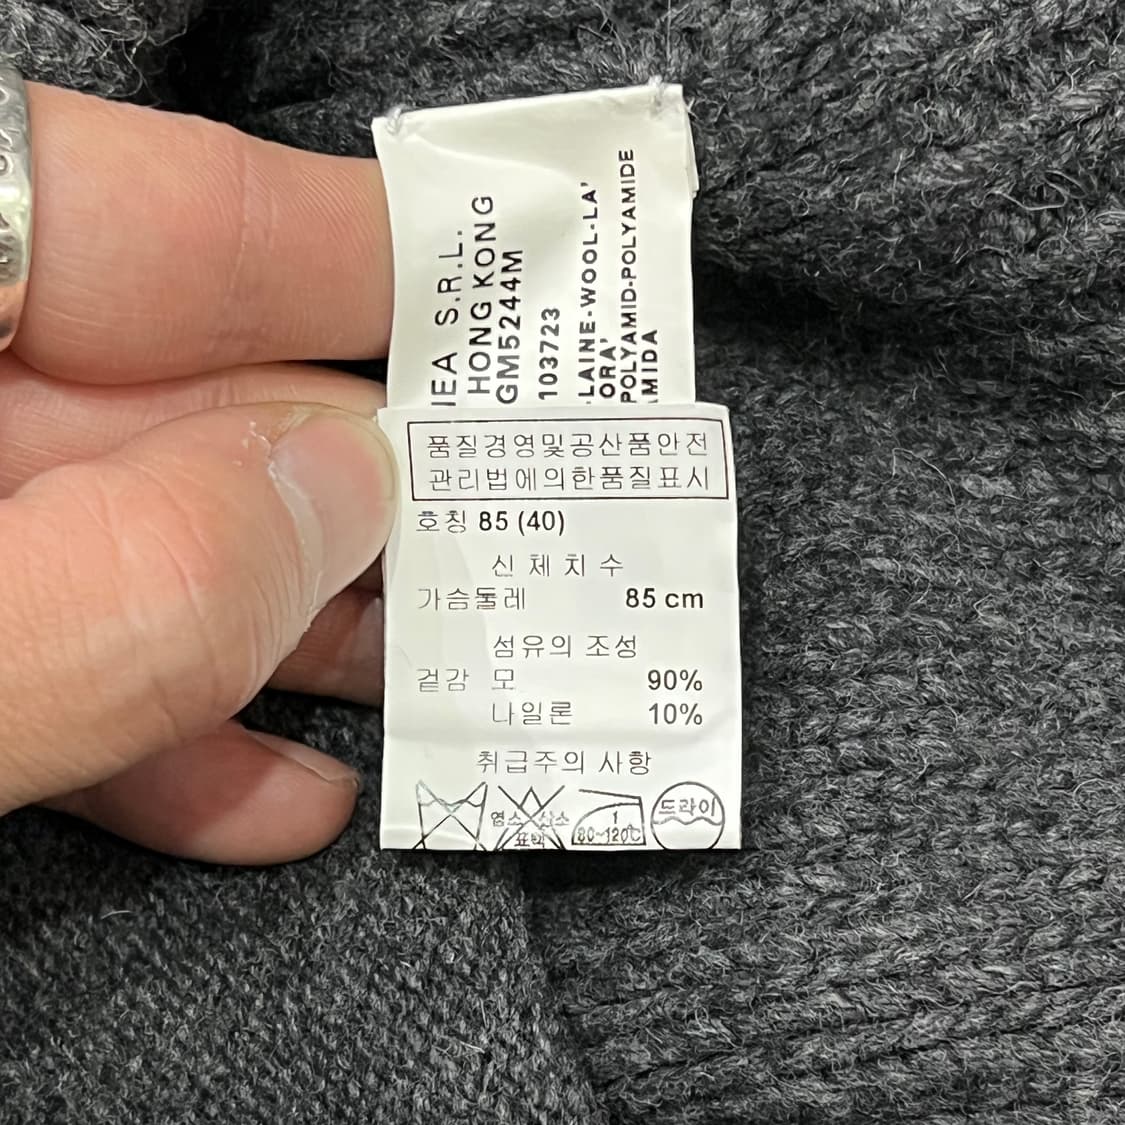 IEA S.R.L.
HONG KONG
GM5244M
103723
-LAINE-WOOL-LA'
ORA'
POLYAMID-POLYAMIDE
AMIDA
품질경영및공산품안전
관리법에의한품질표시
호칭 85 (40)
신체치수
가슴둘레 85 cm
섬유의 조성
겉감 모 90%
나일론 10%
취급주의 사항
염소 산소
표백
1
80~120℃
드라이